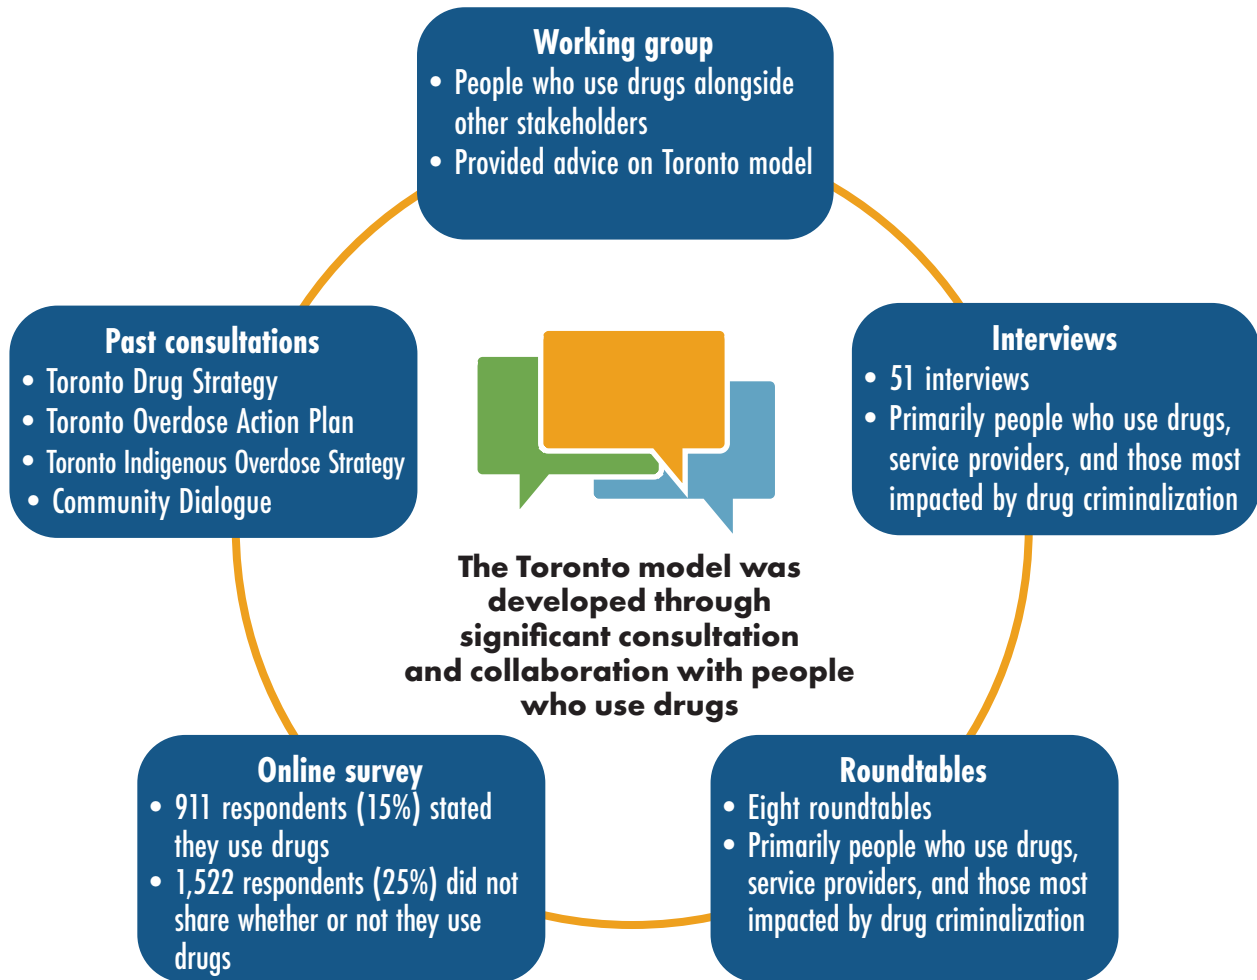 Working group
• People who use drugs alongside
other stakeholders
• Provided advice on Toronto model
Past consultations
• Toronto Drug Strategy
• Toronto Overdose Action Plan
• Toronto Indigenous Overdose Strategy
• Community Dialogue
Interviews
• 51 interviews
• Primarily people who use drugs,
service providers, and those most
impacted by drug criminalization
The Toronto model was
developed through
significant consultation
and collaboration with people
who use drugs
Online survey
• 911 respondents (15%) stated
they use drugs
• 1,522 respondents (25%) did not
share whether or not they use
drugs
Roundtables
• Eight roundtables
• Primarily people who use drugs,
service providers, and those most
impacted by drug criminalization